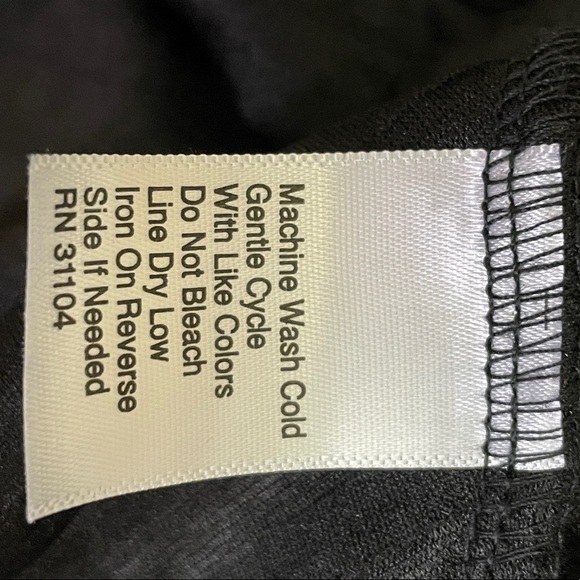 Machine Wash Cold
Gentle Cycle
With Like Colors
Do Not Bleach
Line Dry Low
Iron On Reverse
Side If Needed
RN 31104